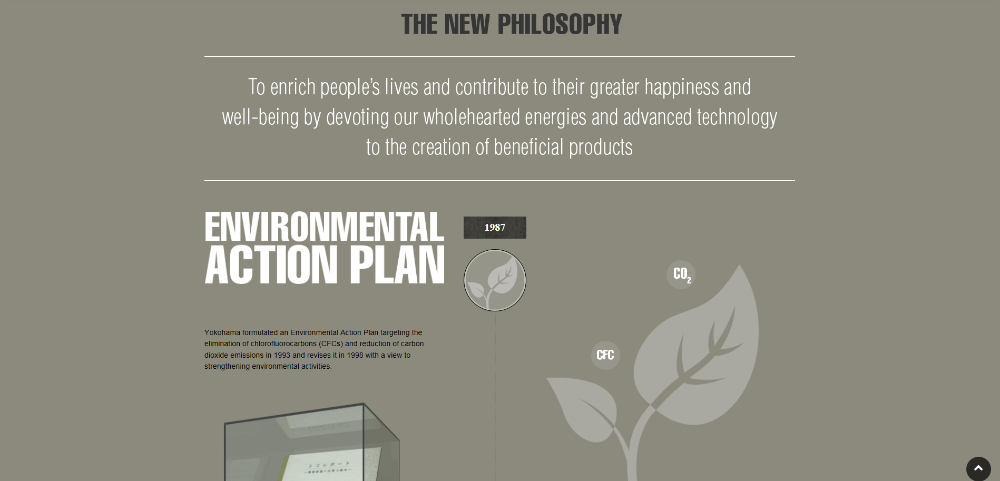 THE NEW PHILOSOPHY
To enrich people’s lives and contribute to their greater happiness and
well-being by devoting our wholehearted energies and advanced technology
to the creation of beneficial products
ENVIRONMENTAL
ACTION PLAN
1987
CO₂
CFC
Yokohama formulated an Environmental Action Plan targeting the
elimination of chlorofluorocarbons (CFCs) and reduction of carbon
dioxide emissions in 1993 and revises it in 1998 with a view to
strengthening environmental activities.
エコレポート